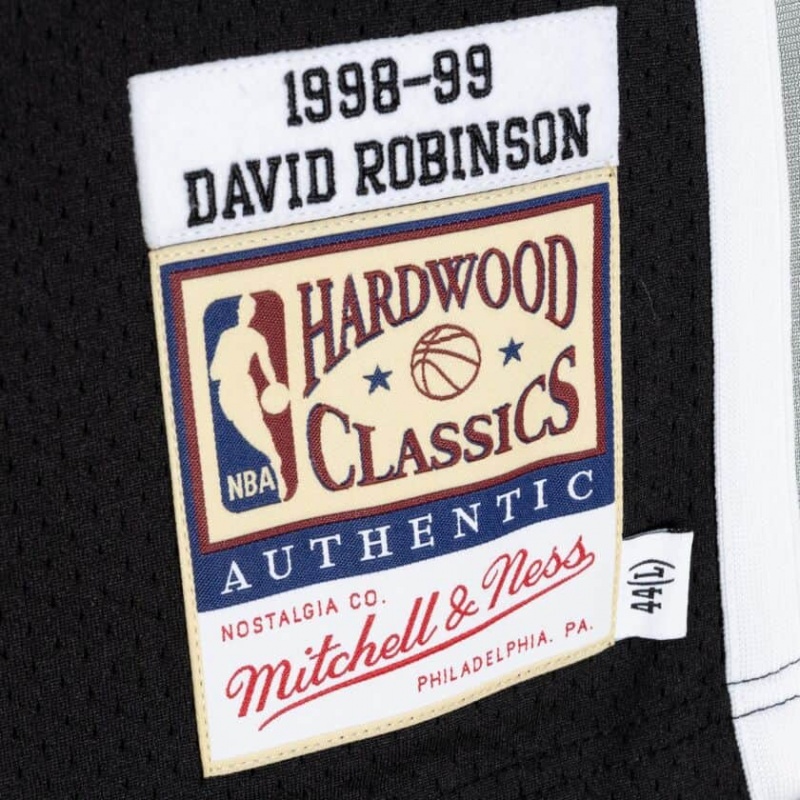 1998-99
DAVID ROBINSON
HARDWOOD
CLASSICS
NBA
AUTHENTIC
NOSTALGIA CO.
Mitchell & Ness
PHILADELPHIA. PA.
44(L)